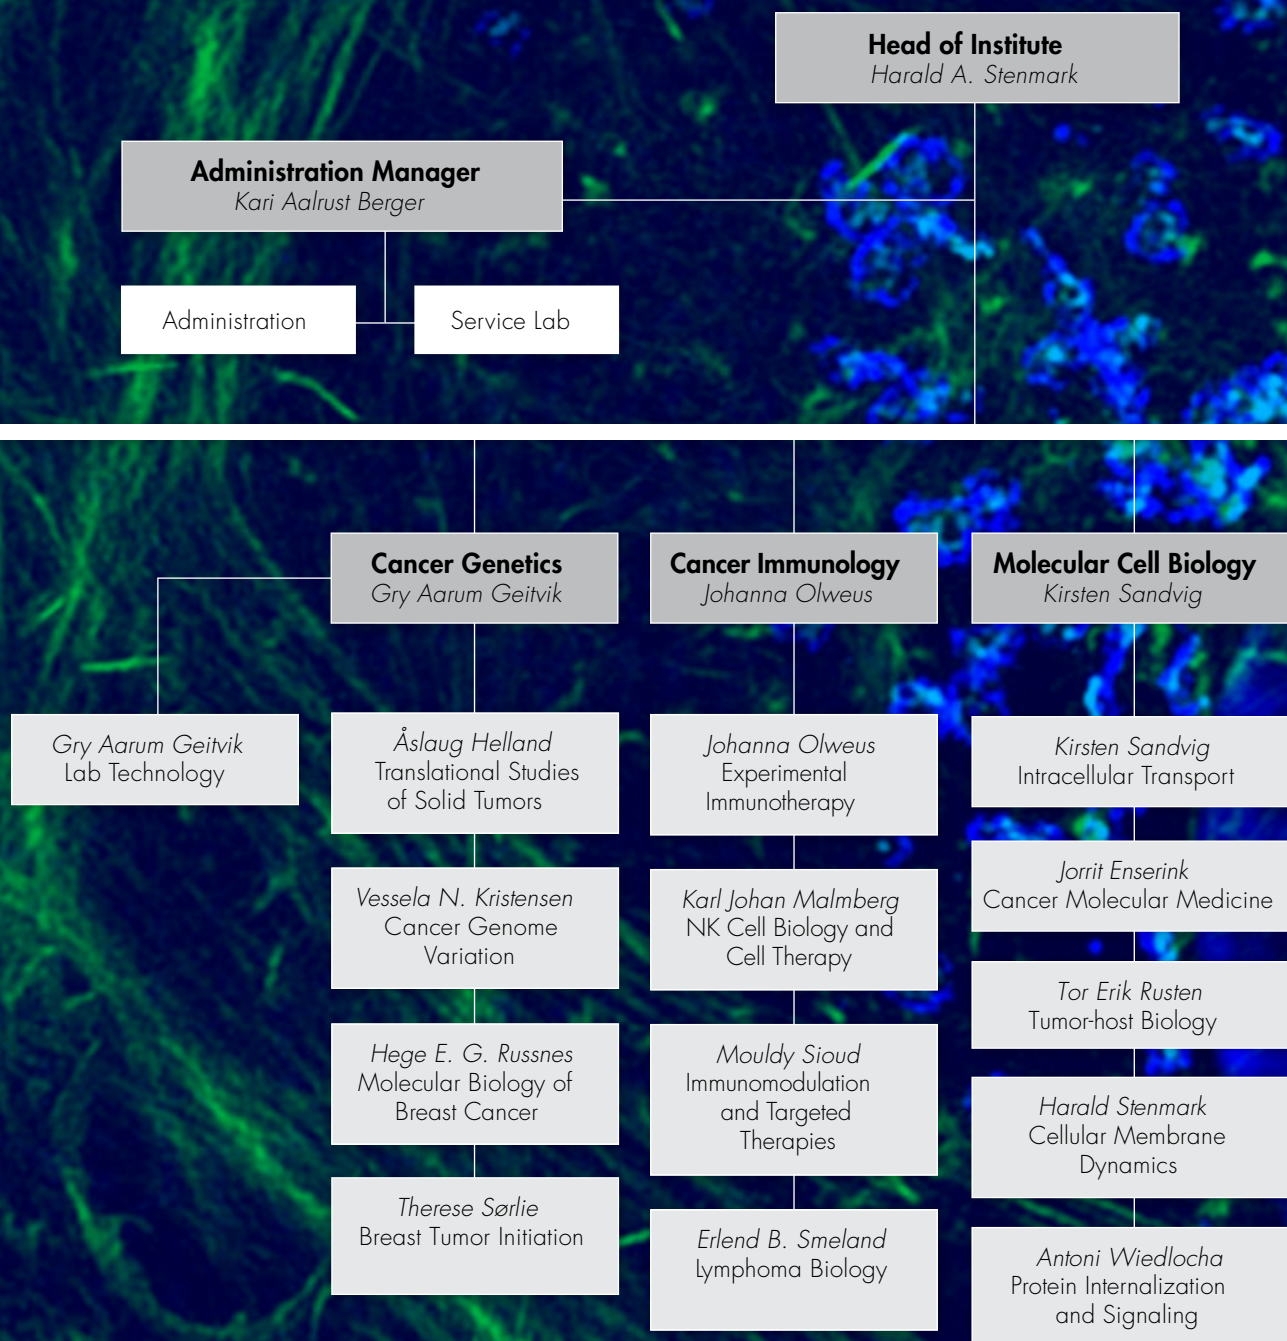 Head of Institute
Harald A. Stenmark
Administration Manager
Kari Aalrust Berger
Administration
Service Lab
Cancer Genetics
Gry Aarum Geitvik
Cancer Immunology
Johanna Olweus
Molecular Cell Biology
Kirsten Sandvig
Gry Aarum Geitvik
Lab Technology
Åslaug Helland
Translational Studies
of Solid Tumors
Vessela N. Kristensen
Cancer Genome
Variation
Hege E. G. Russnes
Molecular Biology of
Breast Cancer
Therese Sørlie
Breast Tumor Initiation
Johanna Olweus
Experimental
Immunotherapy
Karl Johan Malmberg
NK Cell Biology and
Cell Therapy
Mouldy Sioud
Immunomodulation
and Targeted
Therapies
Erlend B. Smeland
Lymphoma Biology
Kirsten Sandvig
Intracellular Transport
Jorrit Enserink
Cancer Molecular Medicine
Tor Erik Rusten
Tumor-host Biology
Harald Stenmark
Cellular Membrane
Dynamics
Antoni Wiedlocha
Protein Internalization
and Signaling